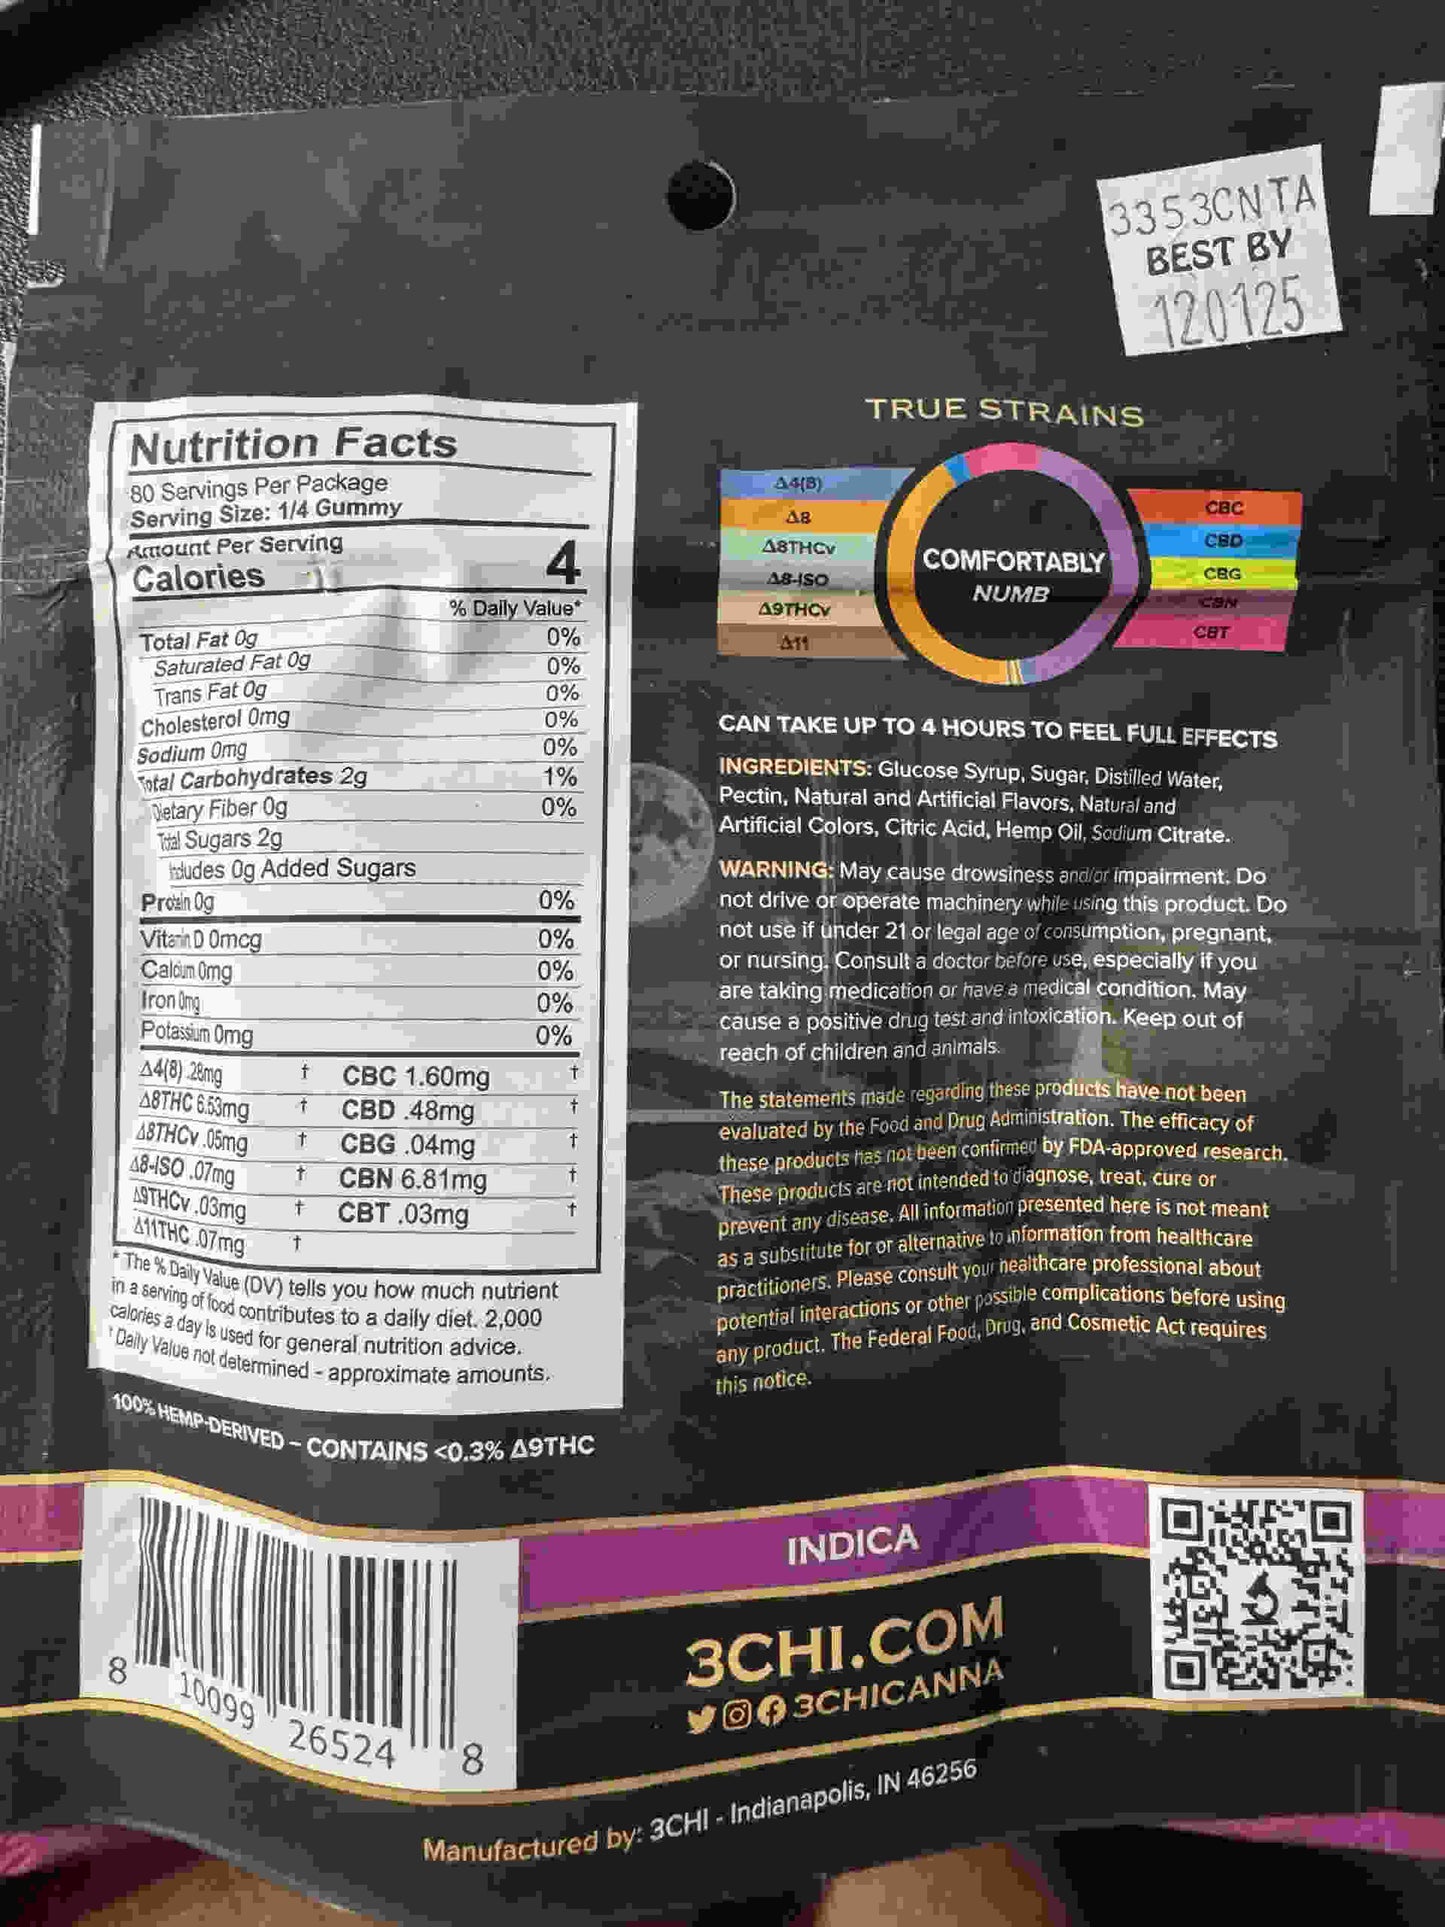 3353CNTA
BEST BY
120125
Nutrition Facts
80 Servings Per Package
Serving Size: 1/4 Gummy
Amount Per Serving
Calories 4
% Daily Value*
Total Fat 0g 0%
Saturated Fat 0g 0%
Trans Fat 0g 0%
Cholesterol 0mg 0%
Sodium 0mg 0%
Total Carbohydrates 2g 1%
Dietary Fiber 0g 0%
Total Sugars 2g
Includes 0g Added Sugars
Protein 0g 0%
Vitamin D 0mcg 0%
Calcium 0mg 0%
Iron 0mg 0%
Potassium 0mg 0%
Δ4(8) .28mg † CBC 1.60mg †
Δ8THC 6.53mg † CBD .48mg †
Δ8THCv .05mg † CBG .04mg †
Δ8-ISO .07mg † CBN 6.81mg †
Δ9THCv .03mg † CBT .03mg †
Δ11THC .07mg †
* The % Daily Value (DV) tells you how much nutrient
in a serving of food contributes to a daily diet. 2,000
calories a day is used for general nutrition advice.
† Daily Value not determined - approximate amounts.
100% HEMP-DERIVED – CONTAINS <0.3% Δ9THC
TRUE STRAINS
Δ4(8)
Δ8
Δ8THCv
Δ8-ISO
Δ9THCv
Δ11
COMFORTABLY
NUMB
CBC
CBD
CBG
CBN
CBT
CAN TAKE UP TO 4 HOURS TO FEEL FULL EFFECTS
INGREDIENTS: Glucose Syrup, Sugar, Distilled Water,
Pectin, Natural and Artificial Flavors, Natural and
Artificial Colors, Citric Acid, Hemp Oil, Sodium Citrate.
WARNING: May cause drowsiness and/or impairment. Do
not drive or operate machinery while using this product. Do
not use if under 21 or legal age of consumption, pregnant,
or nursing. Consult a doctor before use, especially if you
are taking medication or have a medical condition. May
cause a positive drug test and intoxication. Keep out of
reach of children and animals.
The statements made regarding these products have not been
evaluated by the Food and Drug Administration. The efficacy of
these products has not been confirmed by FDA-approved research.
These products are not intended to diagnose, treat, cure or
prevent any disease. All information presented here is not meant
as a substitute for or alternative to information from healthcare
practitioners. Please consult your healthcare professional about
potential interactions or other possible complications before using
any product. The Federal Food, Drug, and Cosmetic Act requires
this notice.
INDICA
3CHI.COM
3CHICANNA
8 10099 26524 8
Manufactured by: 3CHI - Indianapolis, IN 46256